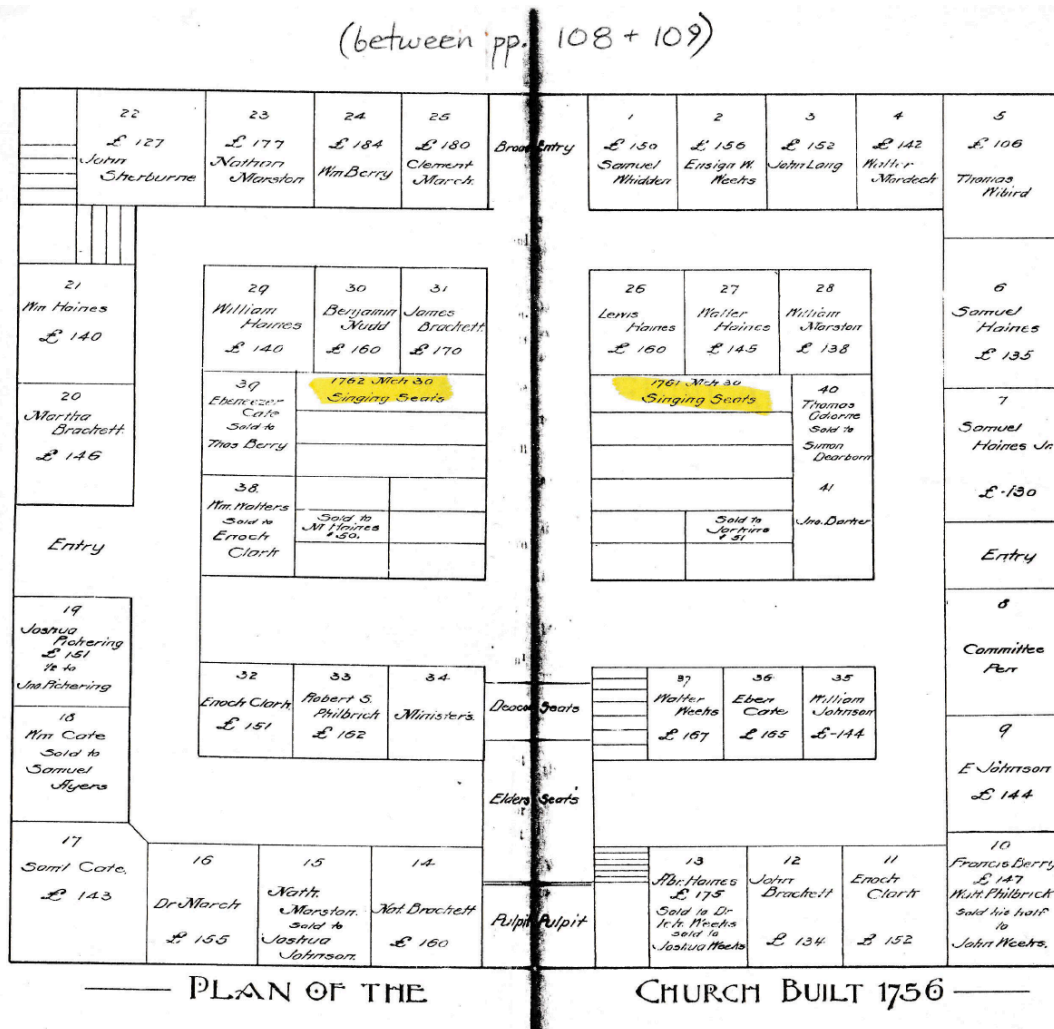 (between pp. 108 + 109)
22
£ 127
John
Sherburne
23
£ 177
Nathan
Marston
24
£ 184
Wm Berry
25
£ 180
Clement
March.
Broad Entry
1
£ 150
Samuel
Whidden
2
£ 156
Ensign W.
Weeks
3
£ 152
John Lang
4
£ 142
Walter
5
£ 106
Thomas
Wibird
21
Wm Haines
£ 140
29
William
Haines
£ 140
30
Benjamin
Nudd
£ 160
31
James
Brackett
£ 170
26
Lewis
Haines
£ 160
27
Walter
Haines
£ 145
28
William
Marston
£ 138
6
Samuel
Haines
£ 135
20
Martha
Brackett.
£ 146
39
Ebenezer
Cate
Sold to
Thos Berry
1762 Mch 30
Singing Seats
1761 Mch 30
Singing Seats
40
Thomas
Odiorne
Sold to
Simon
Dearborn
7
Samuel
Haines Jr.
£-130
38.
Wm. Walters
Sold to
Enoch
Clark
Sold to
M Haines
50.
Sold to
51
41
Jno.
Entry
Entry
19
Joshua
Pickering
£ 151
½ to
Jno Pickering
32
Enoch Clark
£ 151
33
Robert S.
Philbrick
£ 162
34
Minister's
Deacon Seats
37
Walter
Weeks
£ 167
36
Eben
Cate
£ 165
35
William
Johnson
£-144
8
Committee
Pew
18
Wm Cate
Sold to
Samuel
Ayers
Elders Seats
9
E Johnson
£ 144
17
Sam'l Cate,
£ 143
16
Dr March
£ 155
15
Nath.
Marston.
Sold to
Joshua
Johnson.
14
Nat. Brackett
£ 160
Pulpit Pulpit
13
Abr. Haines
£ 175
Sold to Dr
Ich. Weeks
sold to
Joshua Weeks
12
John
Brackett
£ 134
11
Enoch
Clark
£ 152
10
Francis Berry
£ 147
Walt. Philbrick
sold his half
to
John Weeks.
PLAN OF THE CHURCH BUILT 1756